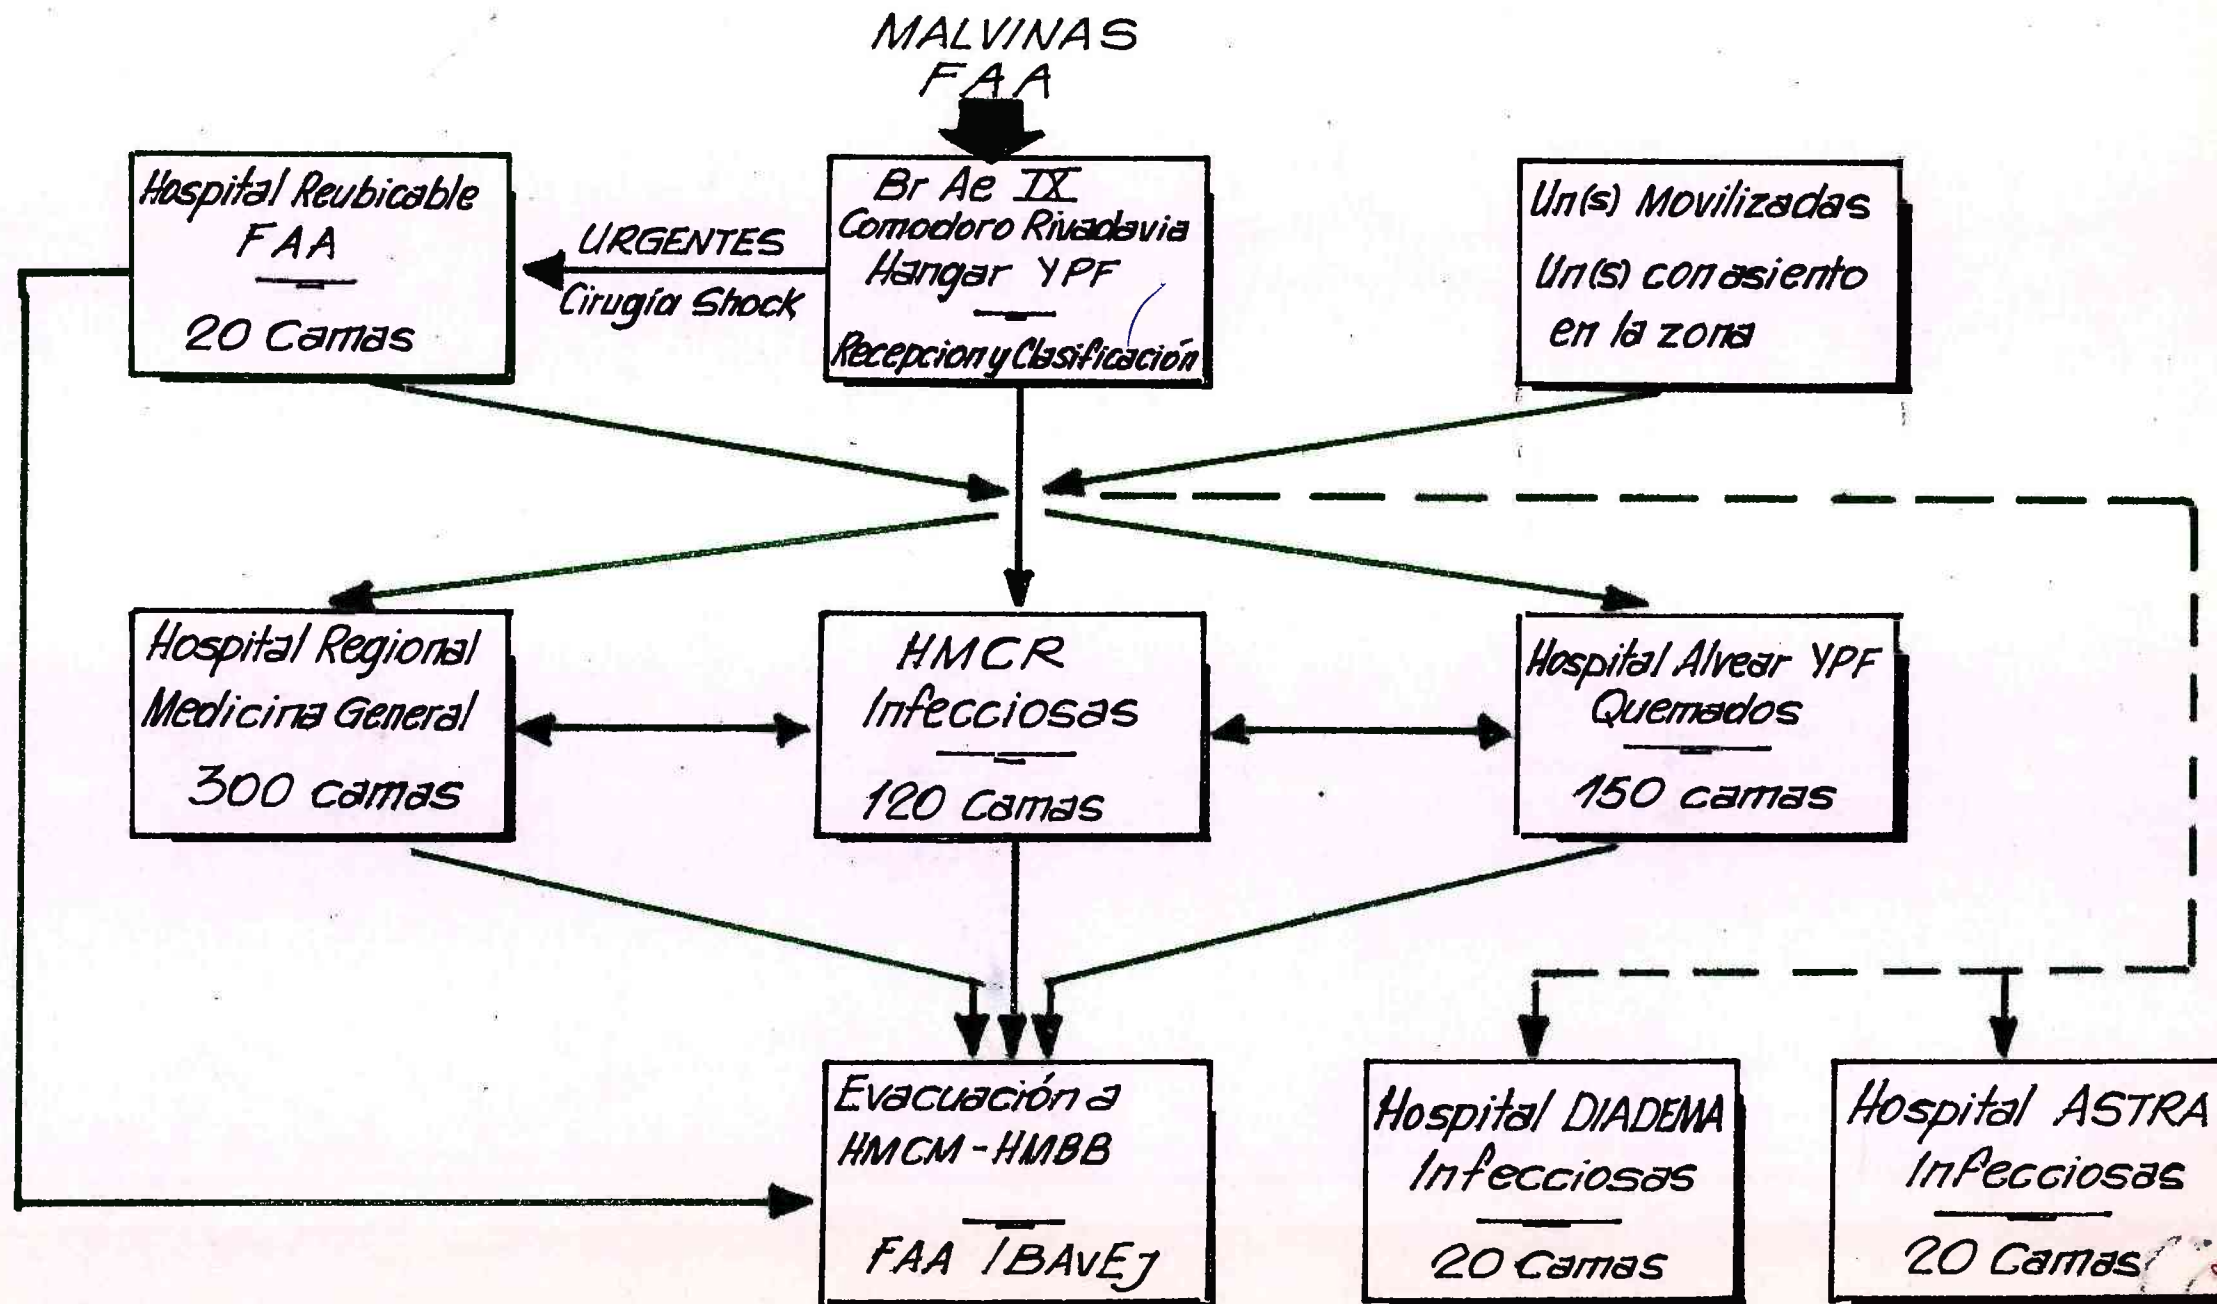 MALVINAS
FAA
Hospital Reubicable
FAA
20 Camas
URGENTES
Cirugía Shock
Br Ae IX
Comodoro Rivadavia
Hangar YPF
Recepcion y Clasificación
Un(s) Movilizadas
Un(s) con asiento
en la zona
Hospital Regional
Medicina General
300 camas
HMCR
Infecciosas
120 Camas
Hospital Alvear YPF
Quemados
150 camas
Evacuación a
HMCM - HMBB
FAA / BAvEj
Hospital DIADEMA
Infecciosas
20 Camas
Hospital ASTRA
Infecciosas
20 Camas